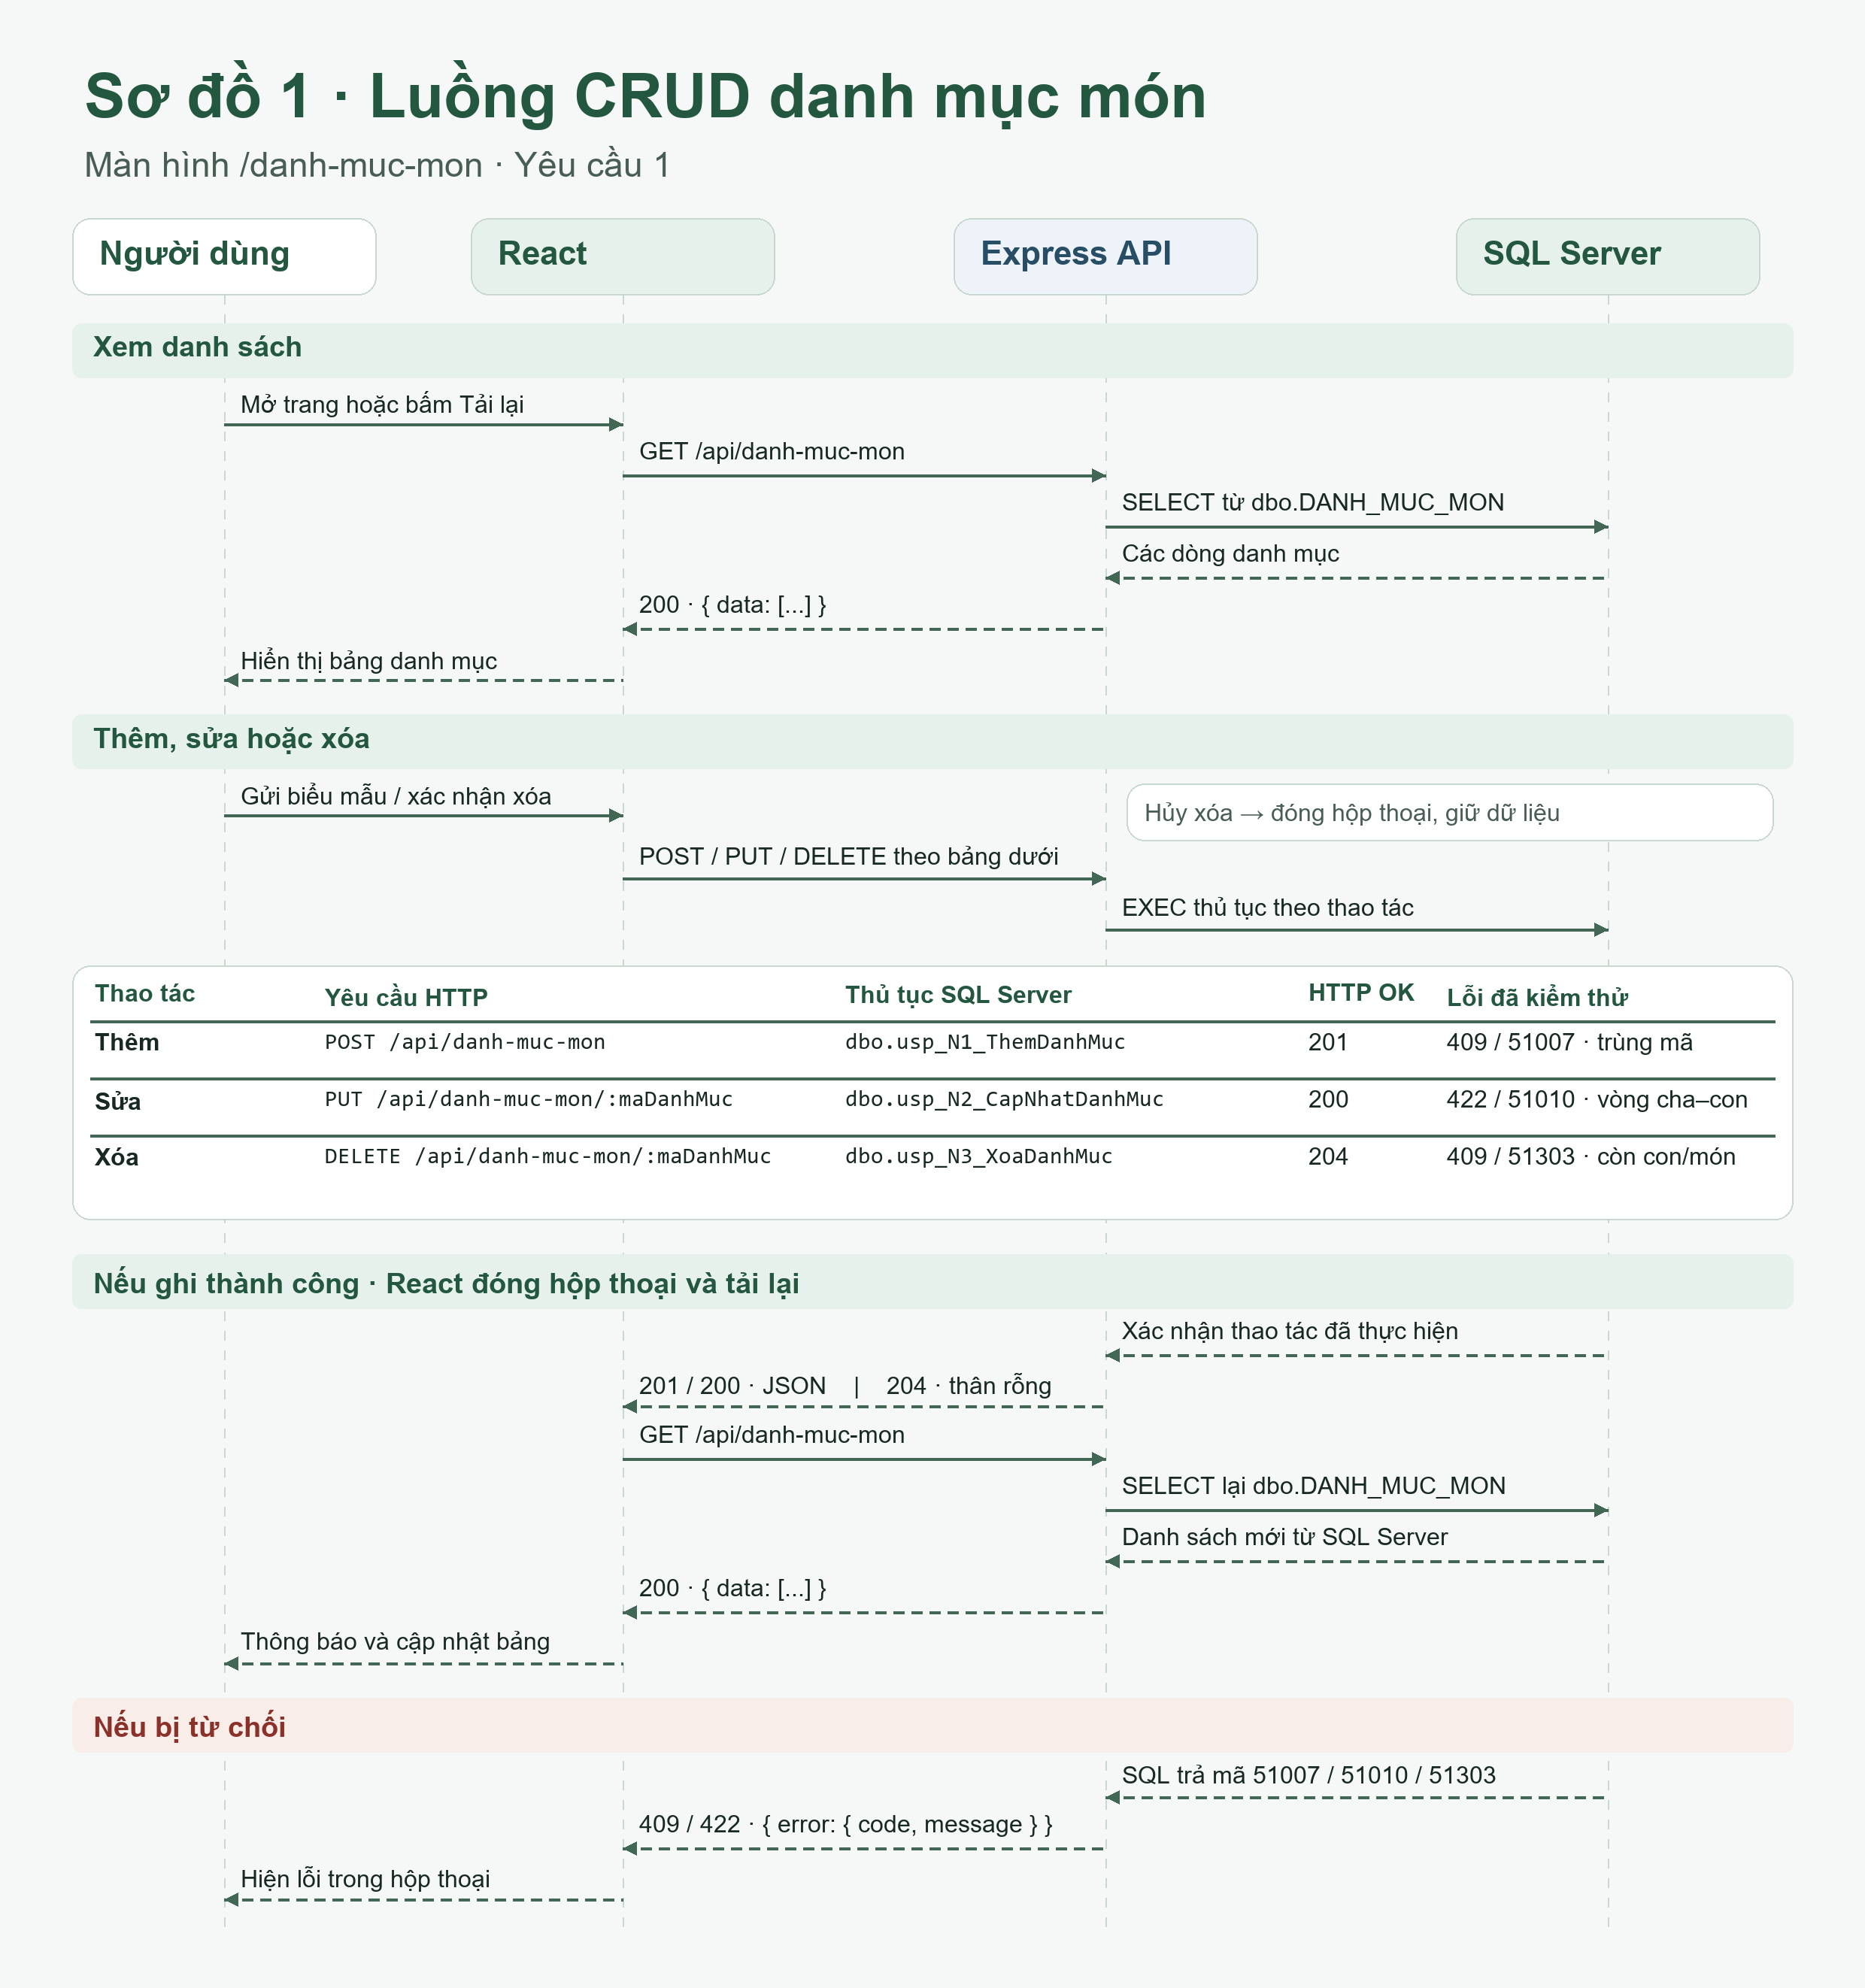 Sơ đồ 1 · Luồng CRUD danh mục món
Màn hình /danh-muc-mon · Yêu cầu 1
Người dùng
React
Express API
SQL Server
Xem danh sách
Mở trang hoặc bấm Tải lại
GET /api/danh-muc-mon
SELECT từ dbo.DANH_MUC_MON
Các dòng danh mục
200 · { data: [...] }
Hiển thị bảng danh mục
Thêm, sửa hoặc xóa
Gửi biểu mẫu / xác nhận xóa
Hủy xóa → đóng hộp thoại, giữ dữ liệu
POST / PUT / DELETE theo bảng dưới
EXEC thủ tục theo thao tác
Thao tác Yêu cầu HTTP Thủ tục SQL Server HTTP OK Lỗi đã kiểm thử
Thêm POST /api/danh-muc-mon dbo.usp_N1_ThemDanhMuc 201 409 / 51007 · trùng mã
Sửa PUT /api/danh-muc-mon/:maDanhMuc dbo.usp_N2_CapNhatDanhMuc 200 422 / 51010 · vòng cha–con
Xóa DELETE /api/danh-muc-mon/:maDanhMuc dbo.usp_N3_XoaDanhMuc 204 409 / 51303 · còn con/món
Nếu ghi thành công · React đóng hộp thoại và tải lại
Xác nhận thao tác đã thực hiện
201 / 200 · JSON | 204 · thân rỗng
GET /api/danh-muc-mon
SELECT lại dbo.DANH_MUC_MON
Danh sách mới từ SQL Server
200 · { data: [...] }
Thông báo và cập nhật bảng
Nếu bị từ chối
SQL trả mã 51007 / 51010 / 51303
409 / 422 · { error: { code, message } }
Hiện lỗi trong hộp thoại